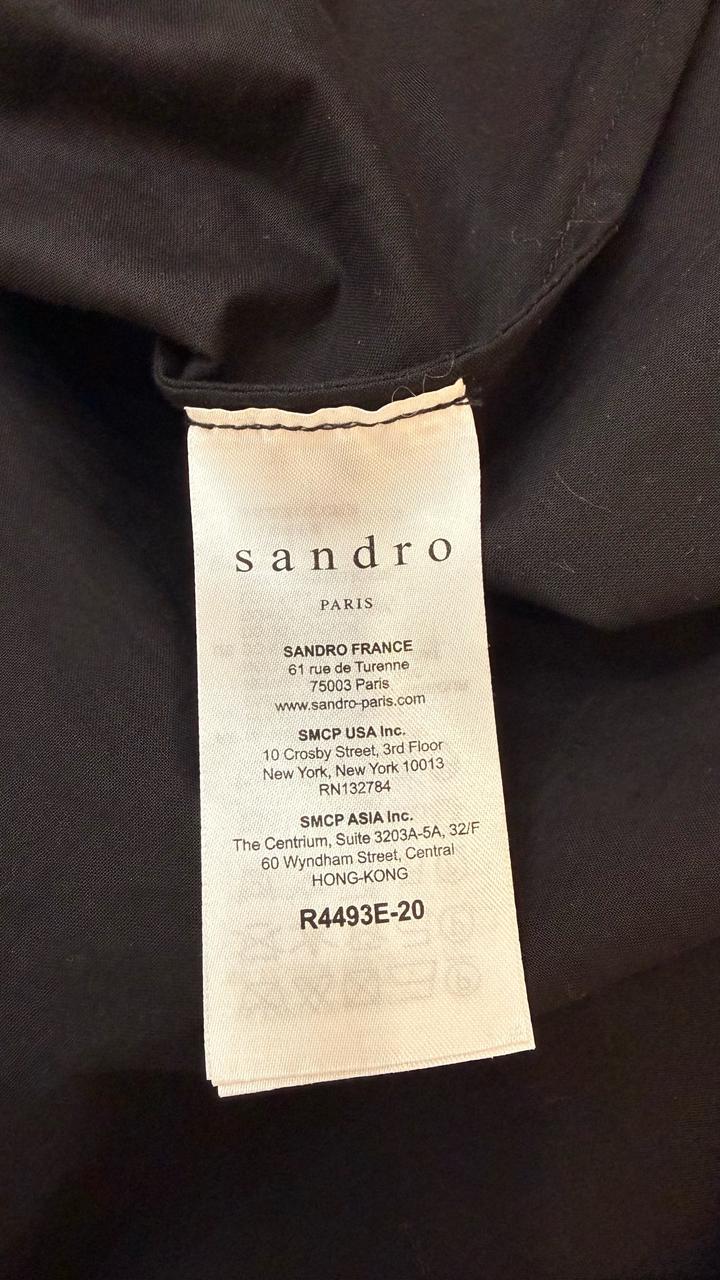 sandro
PARIS
SANDRO FRANCE
61 rue de Turenne
75003 Paris
www.sandro-paris.com
SMCP USA Inc.
10 Crosby Street, 3rd Floor
New York, New York 10013
RN132784
SMCP ASIA Inc.
The Centrium, Suite 3203A-5A, 32/F
60 Wyndham Street, Central
HONG-KONG
R4493E-20